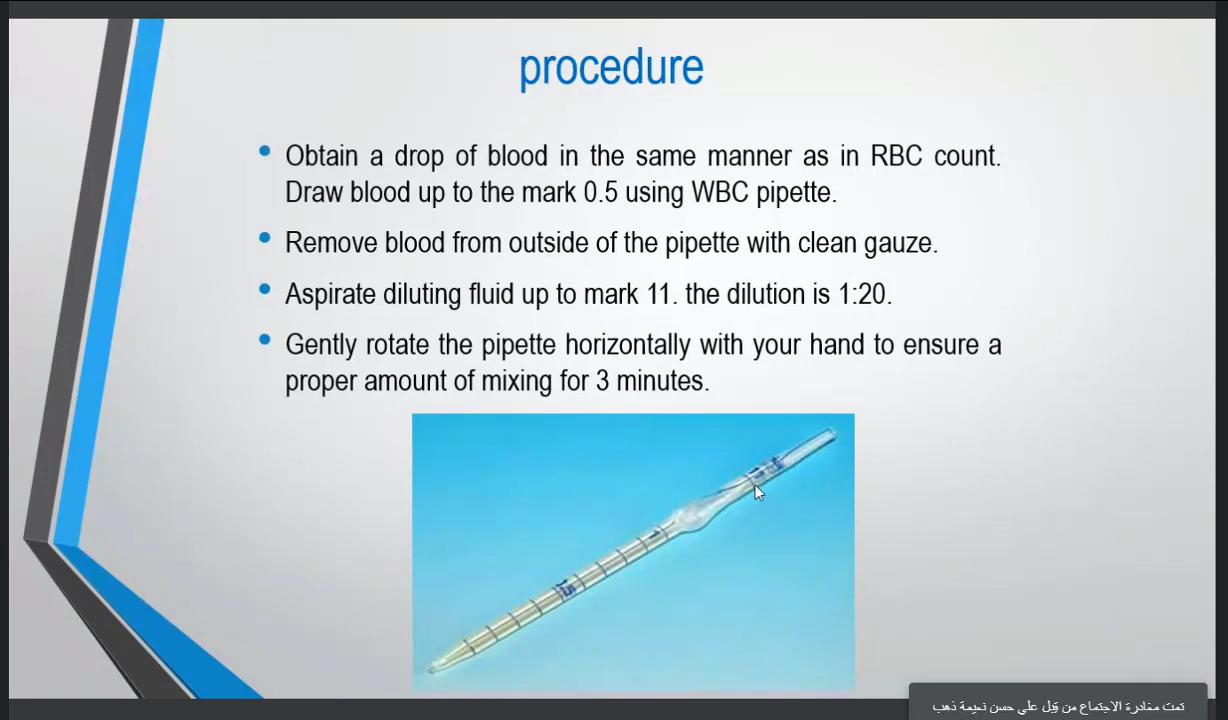 procedure
Obtain a drop of blood in the same manner as in RBC count.
Draw blood up to the mark 0.5 using WBC pipette.
Remove blood from outside of the pipette with clean gauze.
Aspirate diluting fluid up to mark 11. the dilution is 1:20.
Gently rotate the pipette horizontally with your hand to ensure a
proper amount of mixing for 3 minutes.
تمت مغادرة الاجتماع من قِبل علي حسن نعيمة ذهب